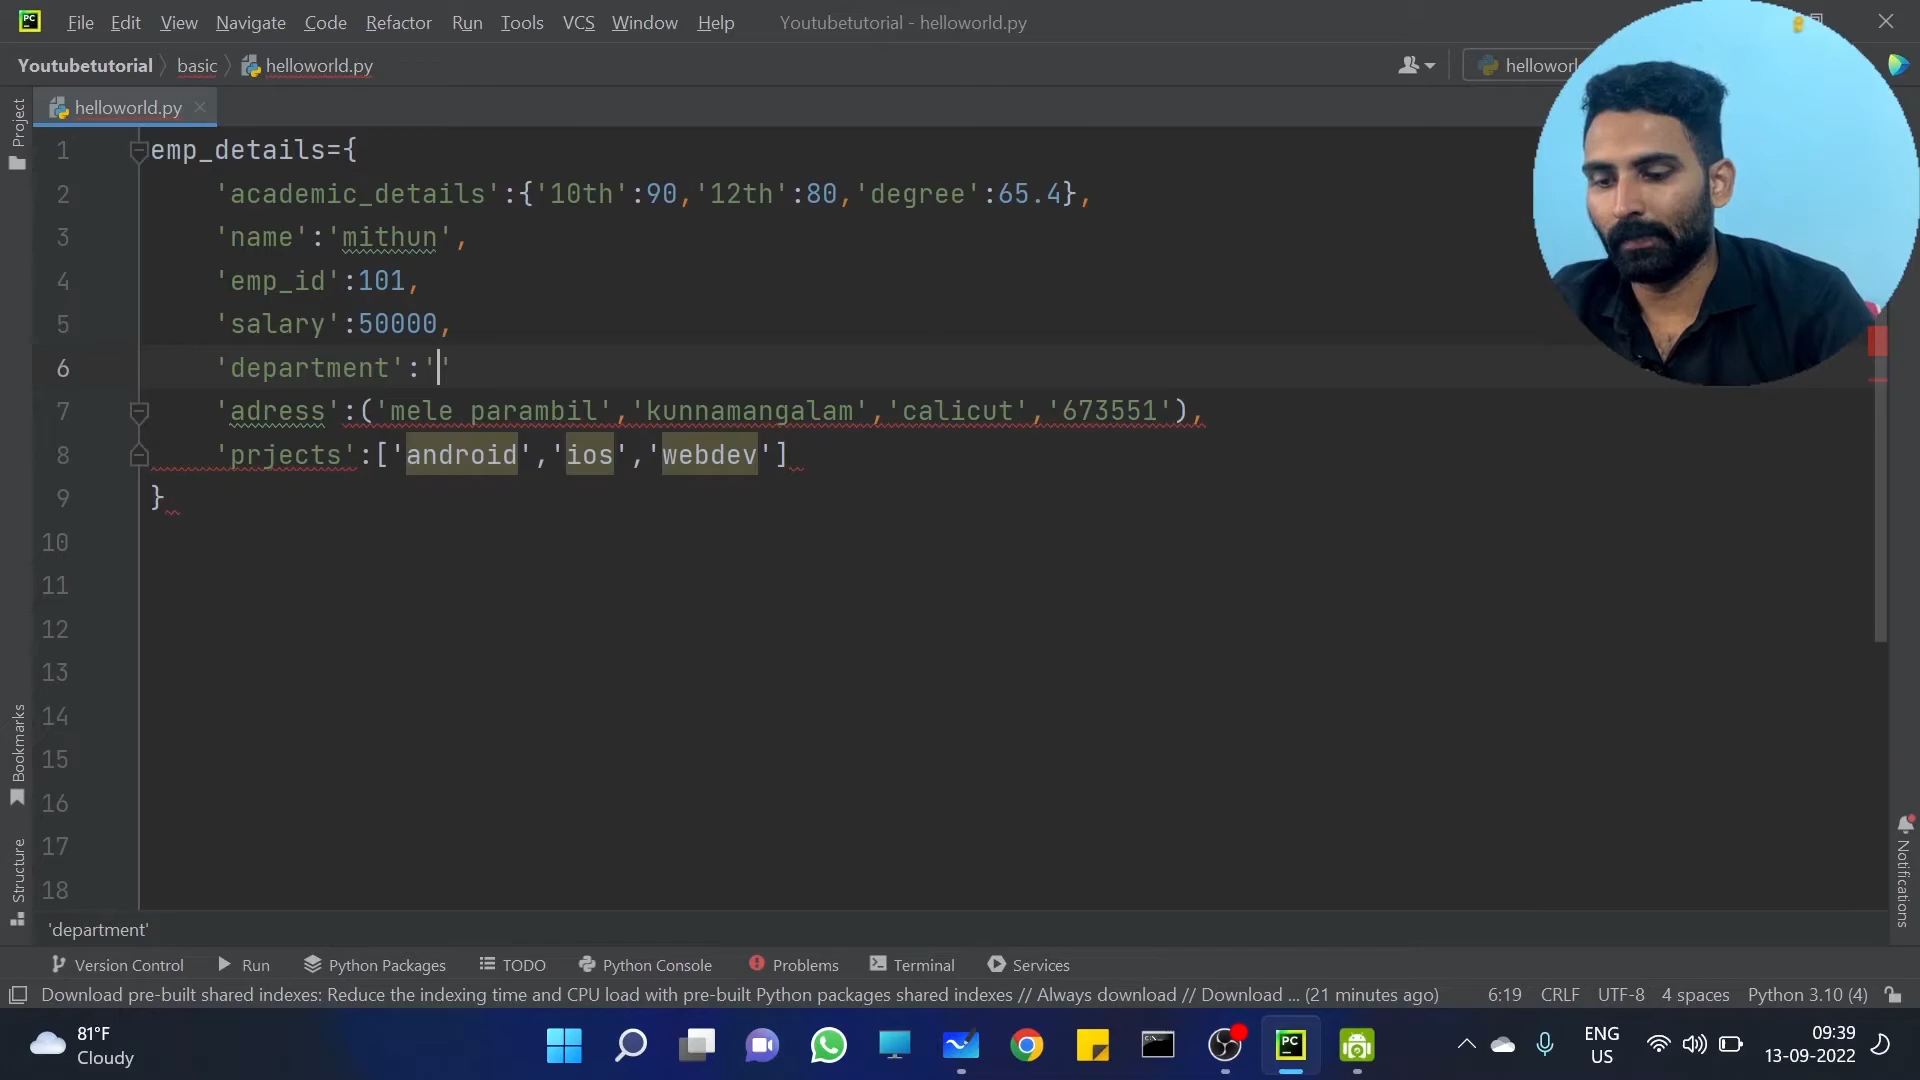 PC File Edit View Navigate Code Refactor Run Tools VCS Window Help Youtubetutorial - helloworld.py
Youtubetutorial basic helloworld.py
helloworld.py
Project
1 emp_details={
2 'academic_details':{'10th':90,'12th':80,'degree':65.4},
3 'name':'mithun',
4 'emp_id':101,
5 'salary':50000,
6 'department':''
7 'adress':('mele parambil','kunnamangalam','calicut','673551'),
8 'prjects':['android','ios','webdev']
9 }
10
11
12
13
14
15
16
17
18
Bookmarks
Structure
Notifications
'department'
Version Control Run Python Packages TODO Python Console Problems Terminal Services
Download pre-built shared indexes: Reduce the indexing time and CPU load with pre-built Python packages shared indexes // Always download // Download ... (21 minutes ago) 6:19 CRLF UTF-8 4 spaces Python 3.10 (4)
81°F
Cloudy
PC
ENG
US
09:39
13-09-2022